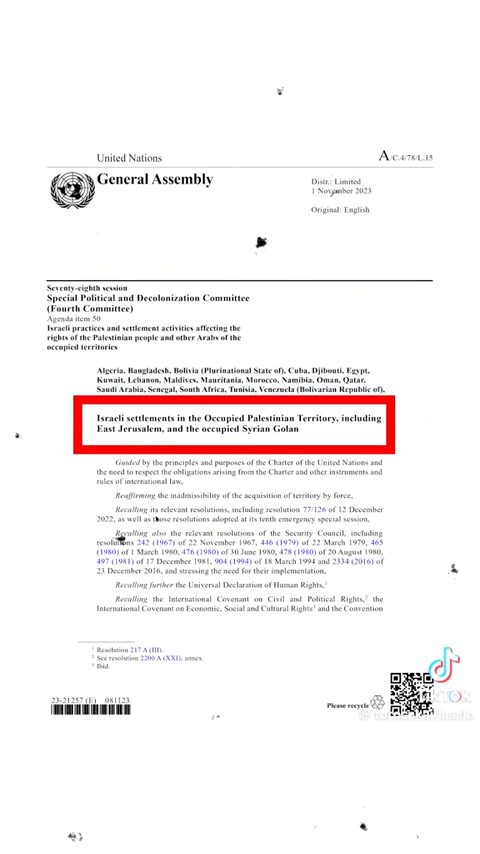 United Nations
A/C.4/78/L.15
General Assembly
Distr.: Limited
1 November 2023
Original: English
Seventy-eighth session
Special Political and Decolonization Committee
(Fourth Committee)
Agenda item 50
Israeli practices and settlement activities affecting the
rights of the Palestinian people and other Arabs of the
occupied territories
Algeria, Bangladesh, Bolivia (Plurinational State of), Cuba, Djibouti, Egypt,
Kuwait, Lebanon, Maldives, Mauritania, Morocco, Namibia, Oman, Qatar,
Saudi Arabia, Senegal, South Africa, Tunisia, Venezuela (Bolivarian Republic of),
Israeli settlements in the Occupied Palestinian Territory, including
East Jerusalem, and the occupied Syrian Golan
Guided by the principles and purposes of the Charter of the United Nations and
the need to respect the obligations arising from the Charter and other instruments and
rules of international law,
Reaffirming the inadmissibility of the acquisition of territory by force,
Recalling its relevant resolutions, including resolution 77/126 of 12 December
2022, as well as those resolutions adopted at its tenth emergency special session,
Recalling also the relevant resolutions of the Security Council, including
resolutions 242 (1967) of 22 November 1967, 446 (1979) of 22 March 1979, 465
(1980) of 1 March 1980, 476 (1980) of 30 June 1980, 478 (1980) of 20 August 1980,
497 (1981) of 17 December 1981, 904 (1994) of 18 March 1994 and 2334 (2016) of
23 December 2016, and stressing the need for their implementation,
Recalling further the Universal Declaration of Human Rights,1
Recalling the International Covenant on Civil and Political Rights,2 the
International Covenant on Economic, Social and Cultural Rights3 and the Convention
1 Resolution 217 A (III).
2 See resolution 2200 A (XXI), annex.
3 Ibid.
23-21257 (E) 081123
Please recycle
TikTok